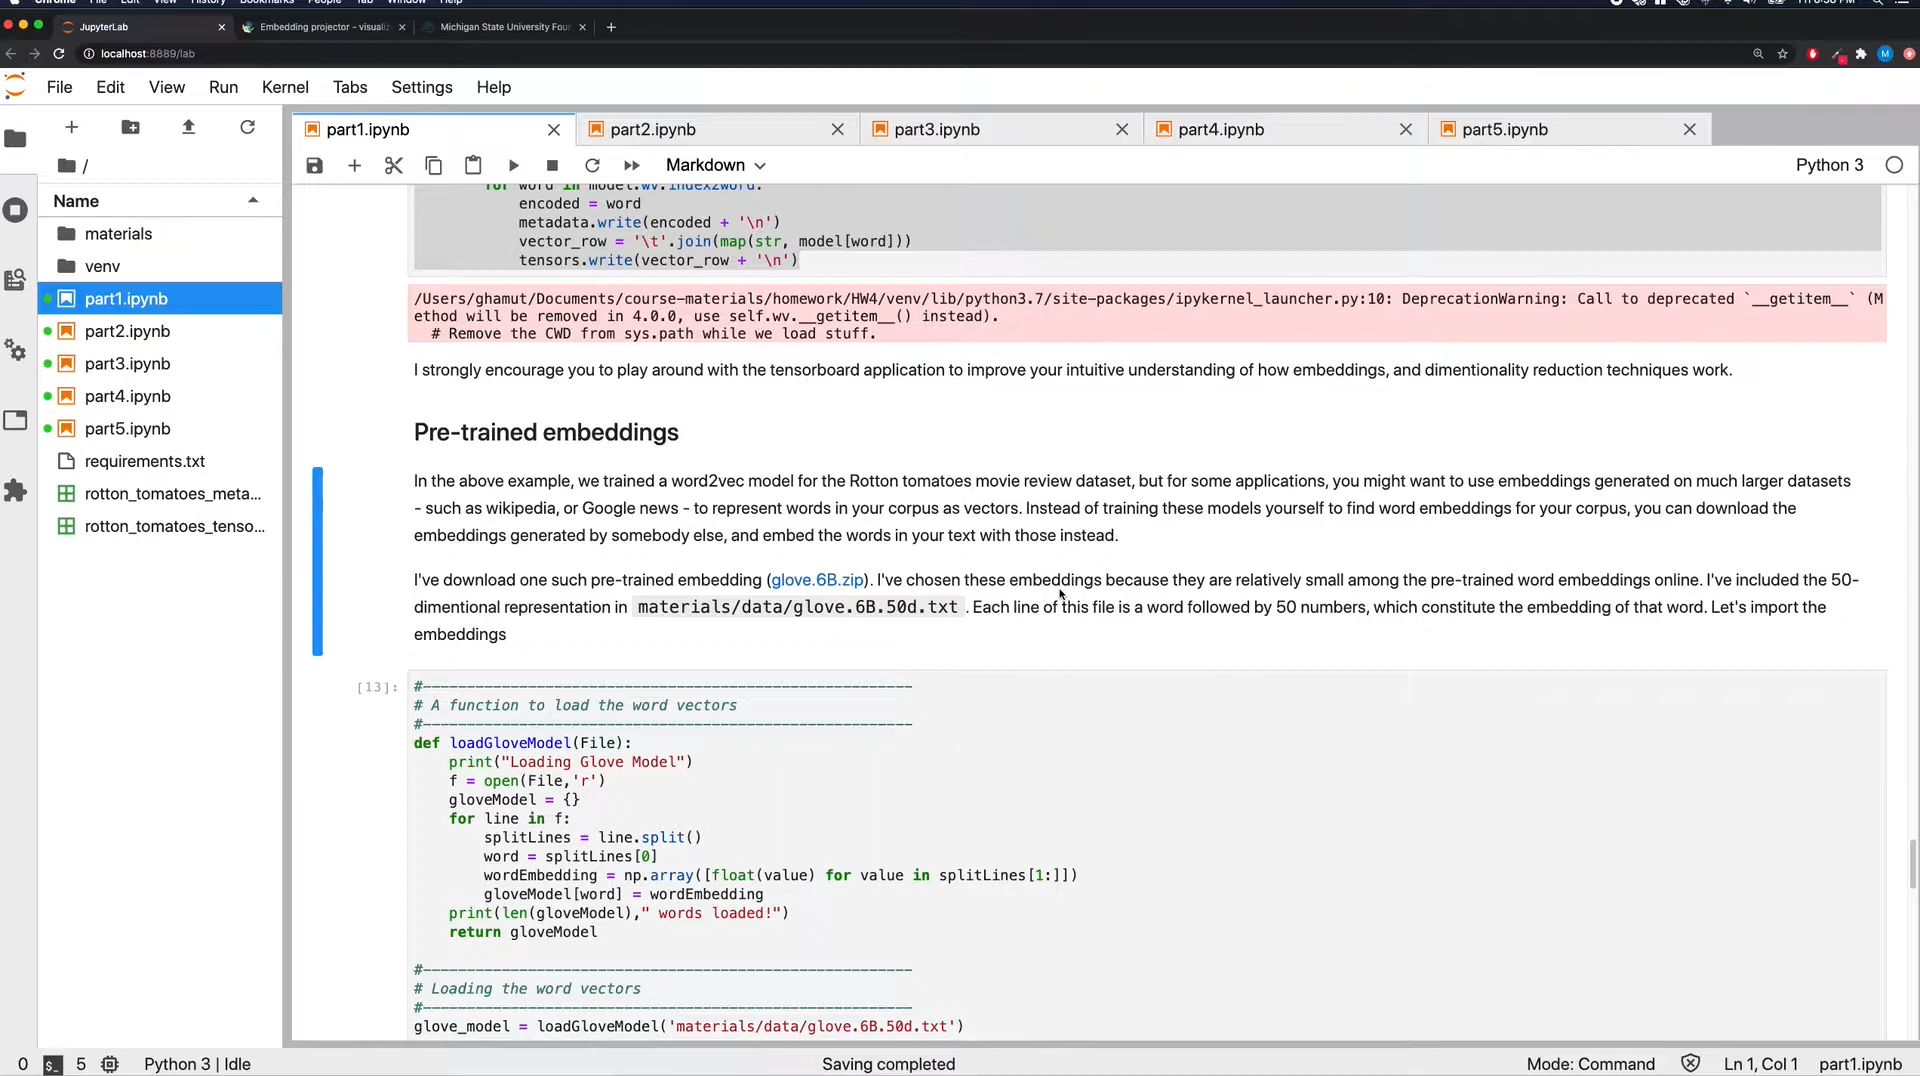 Chrome File Edit View History Bookmarks People Tab Window Help
JupyterLab
Embedding projector - visualiz
Michigan State University Fou
localhost:8889/lab
M
File Edit View Run Kernel Tabs Settings Help
/
Name
materials
venv
part1.ipynb
part2.ipynb
part3.ipynb
part4.ipynb
part5.ipynb
requirements.txt
rotton_tomatoes_meta...
rotton_tomatoes_tenso...
part1.ipynb
part2.ipynb
part3.ipynb
part4.ipynb
part5.ipynb
Markdown
Python 3
for word in model.wv.index2word:
encoded = word
metadata.write(encoded + '\n')
vector_row = '\t'.join(map(str, model[word]))
tensors.write(vector_row + '\n')
/Users/ghamut/Documents/course-materials/homework/HW4/venv/lib/python3.7/site-packages/ipykernel_launcher.py:10: DeprecationWarning: Call to deprecated `__getitem__` (M
ethod will be removed in 4.0.0, use self.wv.__getitem__() instead).
# Remove the CWD from sys.path while we load stuff.
I strongly encourage you to play around with the tensorboard application to improve your intuitive understanding of how embeddings, and dimentionality reduction techniques work.
Pre-trained embeddings
In the above example, we trained a word2vec model for the Rotton tomatoes movie review dataset, but for some applications, you might want to use embeddings generated on much larger datasets
- such as wikipedia, or Google news - to represent words in your corpus as vectors. Instead of training these models yourself to find word embeddings for your corpus, you can download the
embeddings generated by somebody else, and embed the words in your text with those instead.
I've download one such pre-trained embedding (glove.6B.zip). I've chosen these embeddings because they are relatively small among the pre-trained word embeddings online. I've included the 50-
dimentional representation in materials/data/glove.6B.50d.txt . Each line of this file is a word followed by 50 numbers, which constitute the embedding of that word. Let's import the
embeddings
[13]:
#--------------------------------------------------------
# A function to load the word vectors
#--------------------------------------------------------
def loadGloveModel(File):
print("Loading Glove Model")
f = open(File,'r')
gloveModel = {}
for line in f:
splitLines = line.split()
word = splitLines[0]
wordEmbedding = np.array([float(value) for value in splitLines[1:]])
gloveModel[word] = wordEmbedding
print(len(gloveModel)," words loaded!")
return gloveModel
#--------------------------------------------------------
# Loading the word vectors
#--------------------------------------------------------
glove_model = loadGloveModel('materials/data/glove.6B.50d.txt')
0 $_ 5 Python 3 | Idle
Saving completed
Mode: Command
Ln 1, Col 1
part1.ipynb